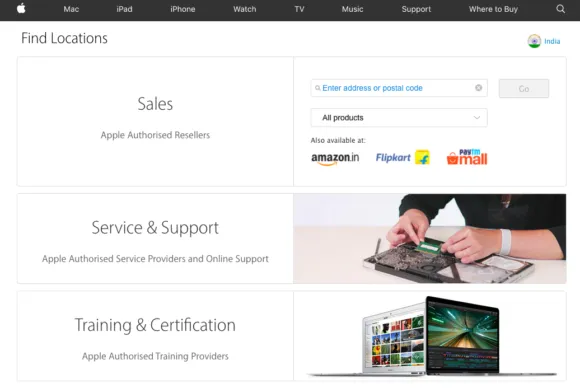 Mac iPad iPhone Watch TV Music Support Where to Buy
Find Locations
India
Sales
Apple Authorised Resellers
Enter address or postal code
Go
All products
Also available at:
amazon.in Flipkart paytm mall
Service & Support
Apple Authorised Service Providers and Online Support
Training & Certification
Apple Authorised Training Providers